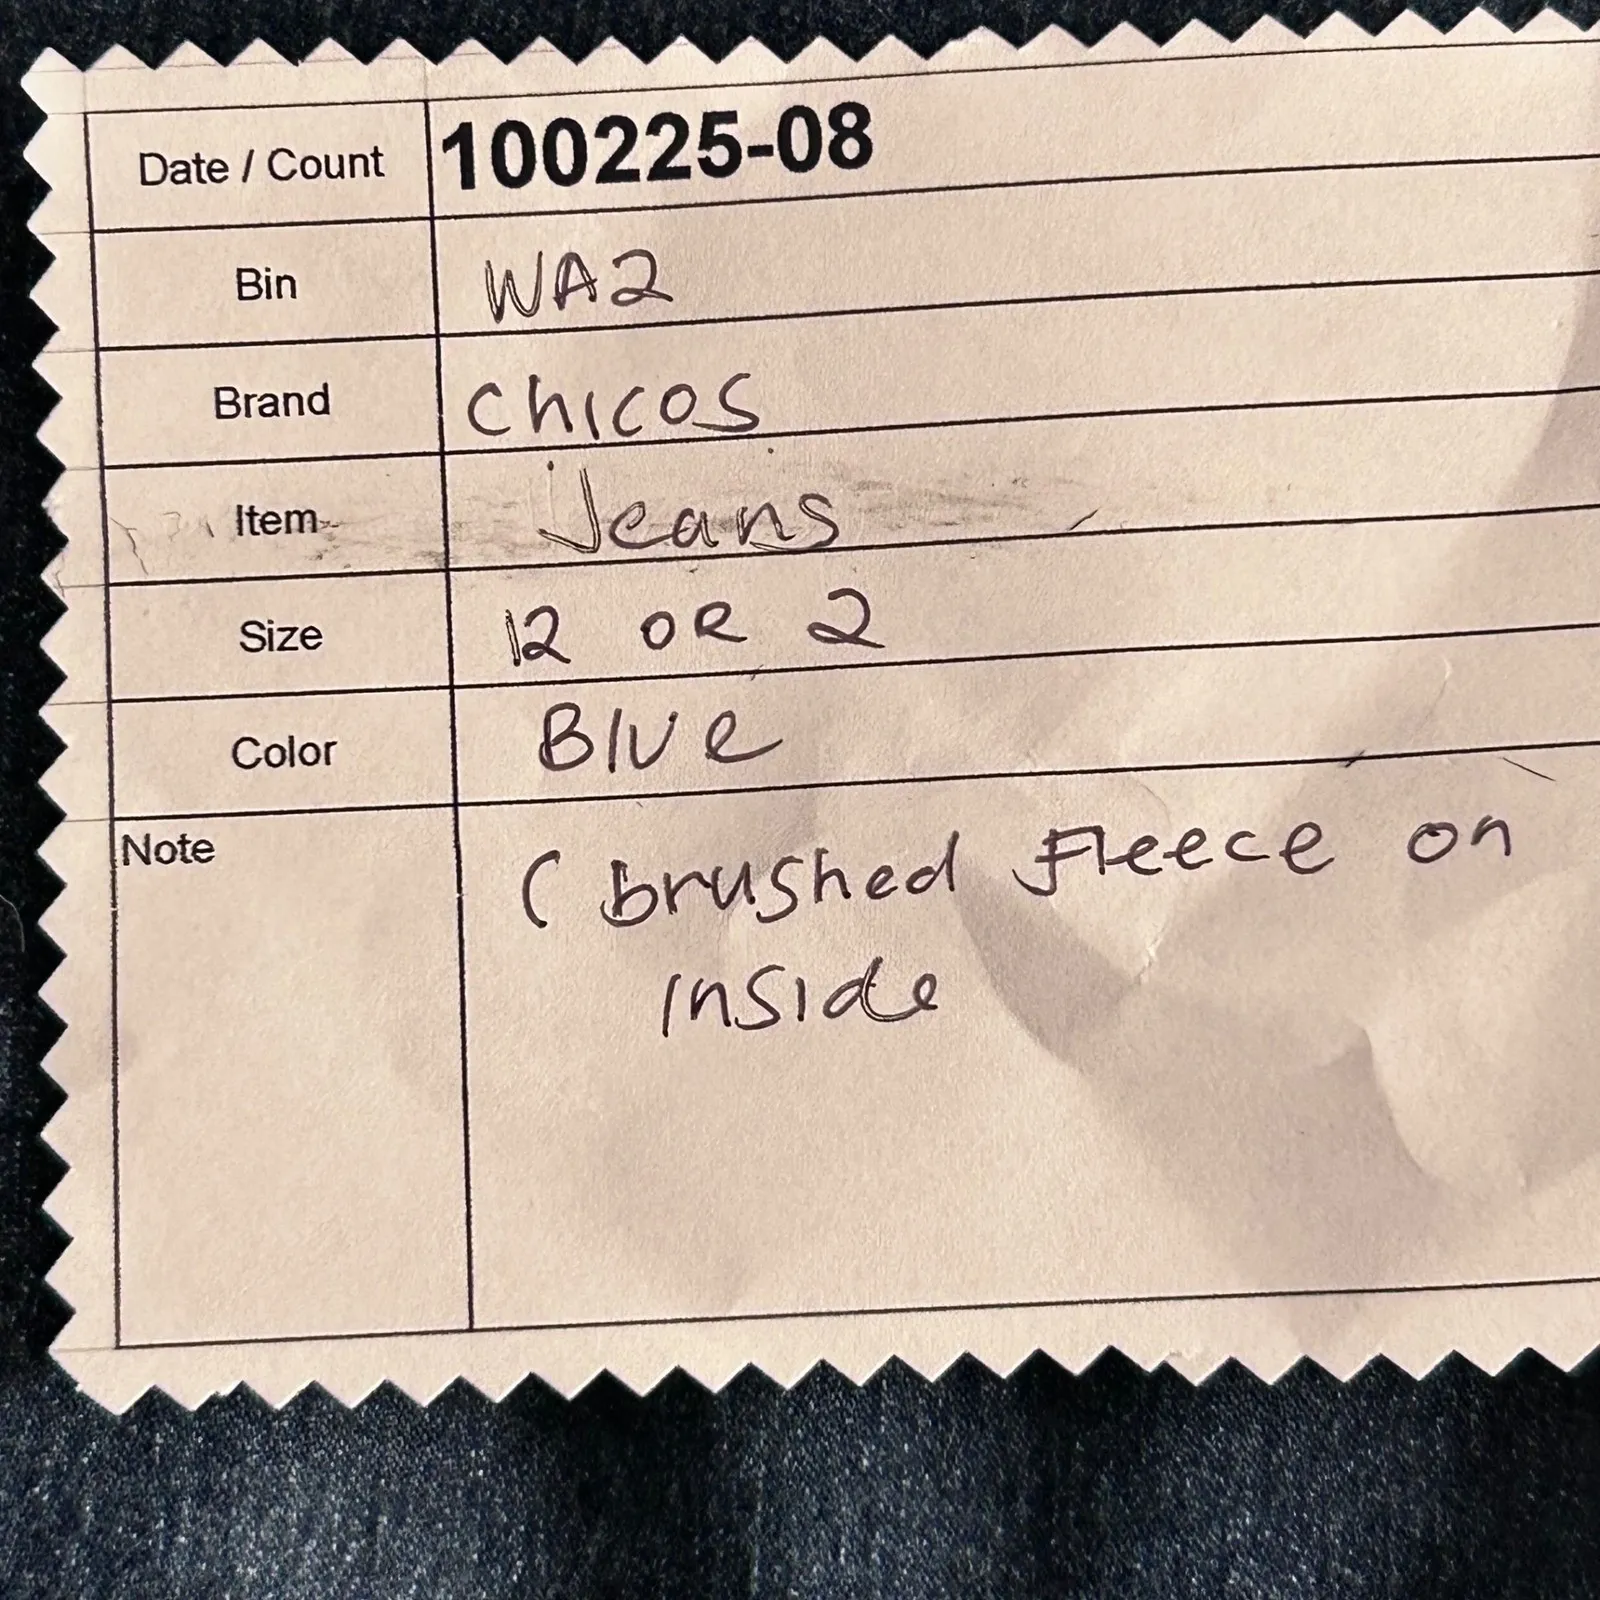 Date / Count 100225-08
Bin WA2
Brand chicos
Item Jeans
Size 12 OR 2
Color Blue
Note ( brushed Fleece on
inside